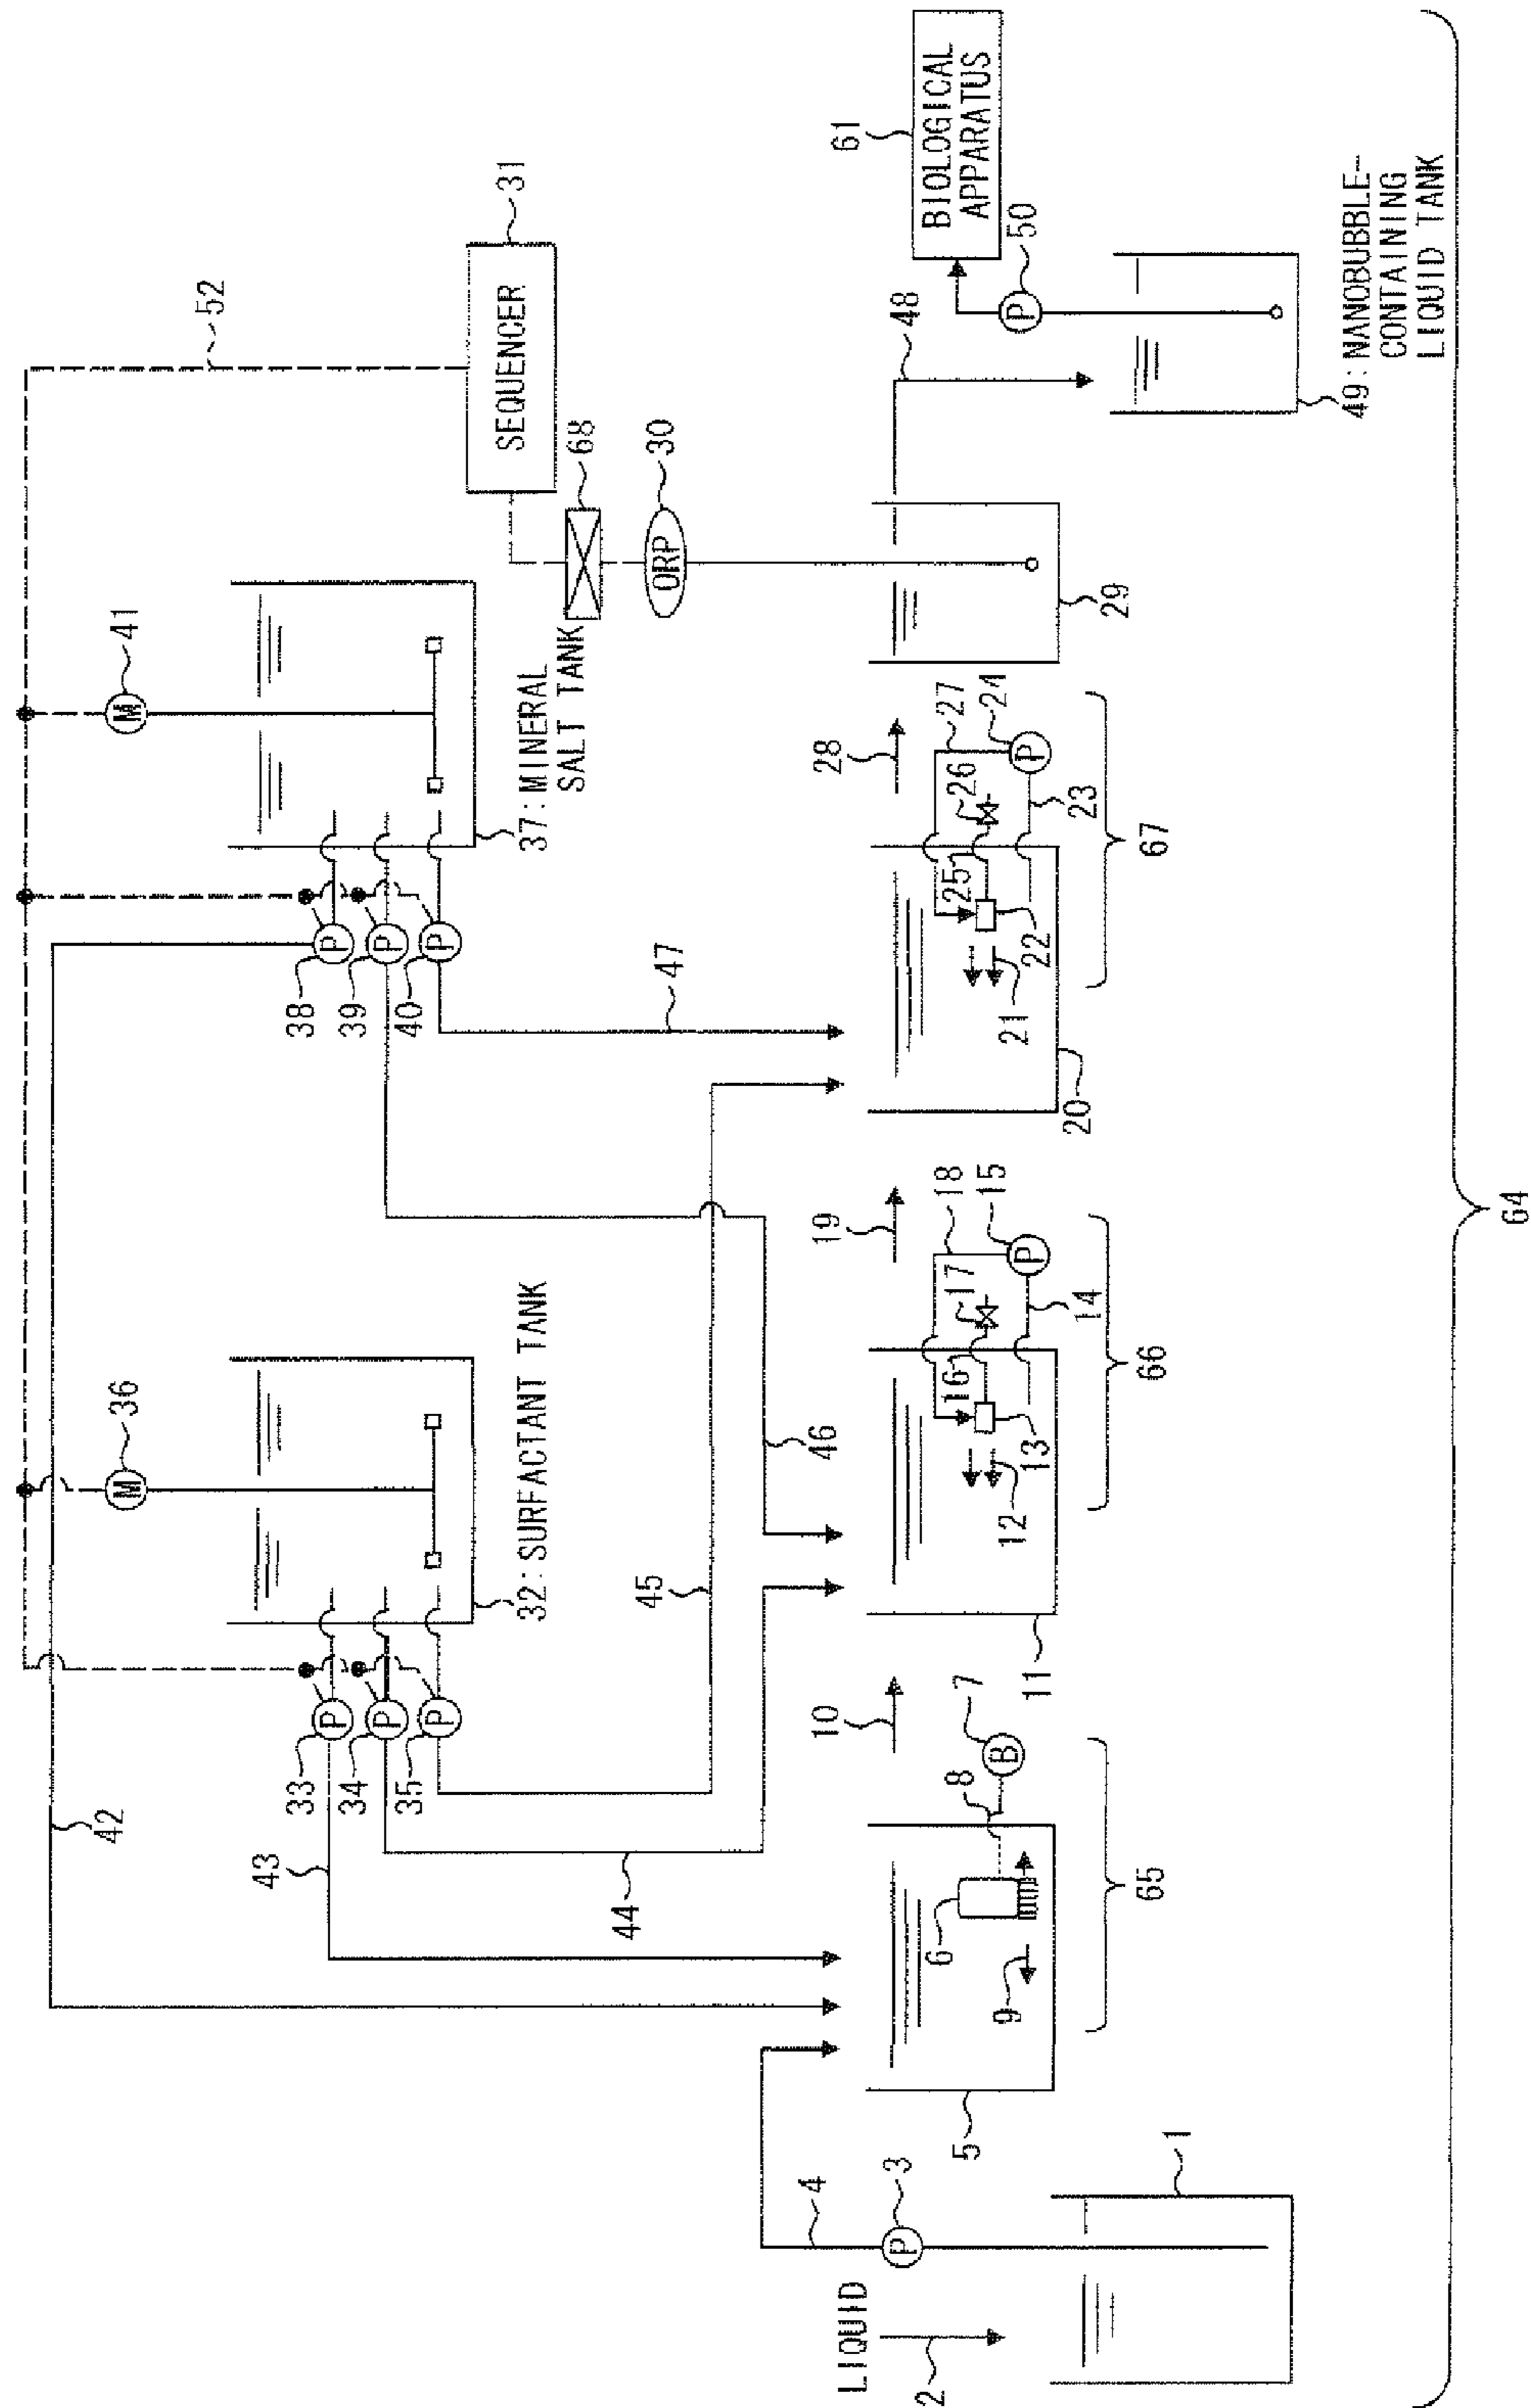 52
41
36
42
31
SEQUENCER
M
M
37:MINERAL
SALT TANK
32:SURFACTANT TANK
68
30
ORP
P
P
P
38
39
40
P
P
P
33
34
35
43
44
45
46
47
48
61
BIOLOGICAL
APPARATUS
50
P
49:NANOBUBBLE-
CONTAINING
LIQUID TANK
29
28
27
24
26
25
P
23
22
21
20
67
19
18
15
17
16
P
14
13
12
11
66
10
7
8
B
6
9
5
65
4
3
P
LIQUID
2
1
64